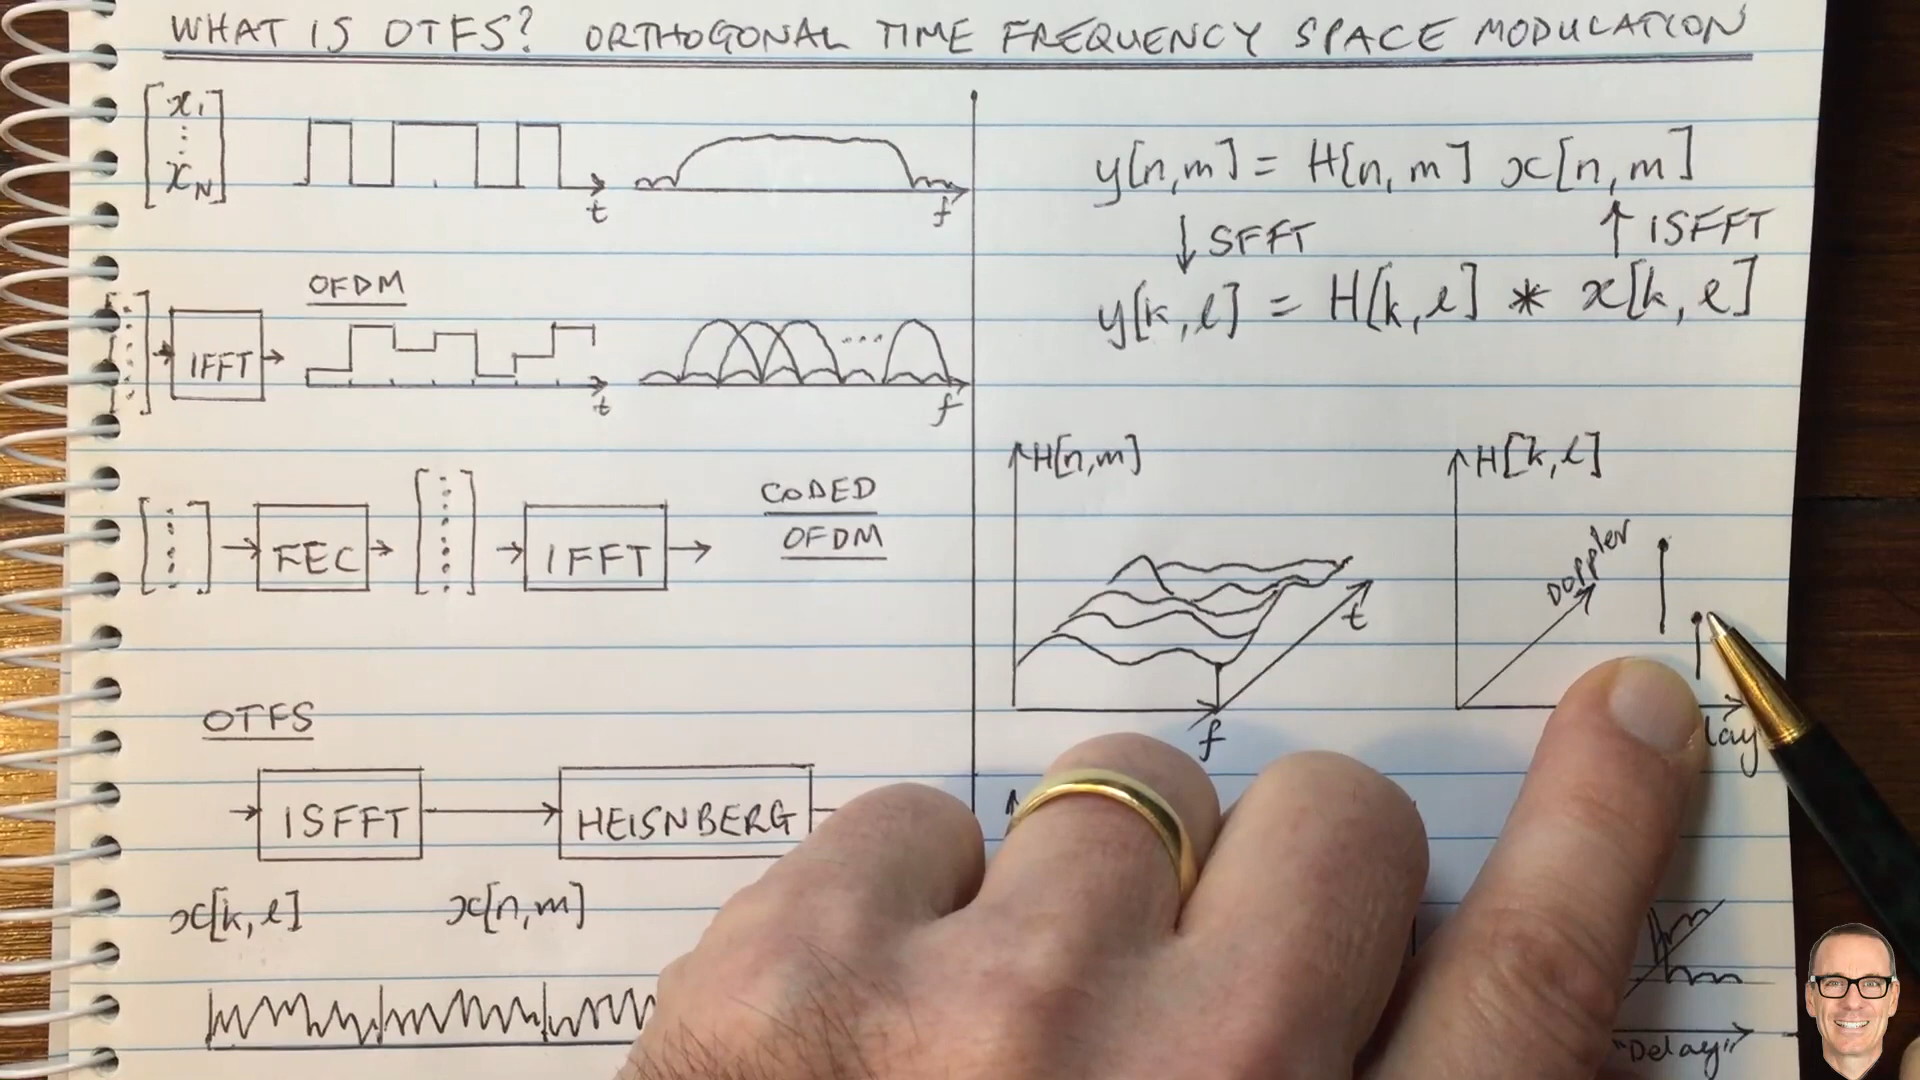 WHAT IS OTFS? ORTHOGONAL TIME FREQUENCY SPACE MODULATION
x1
⋮
xN
t
f
OFDM
IFFT
t
f
FEC
IFFT
CODED
OFDM
OTFS
ISFFT
HEISNBERG
x[k,l]
x[n,m]
y[n,m] = H[n,m] x[n,m]
↓ SFFT
↑ ISFFT
y[k,l] = H[k,l] * x[k,l]
H[n,m]
t
f
H[k,l]
Doppler
lay
"Delay"